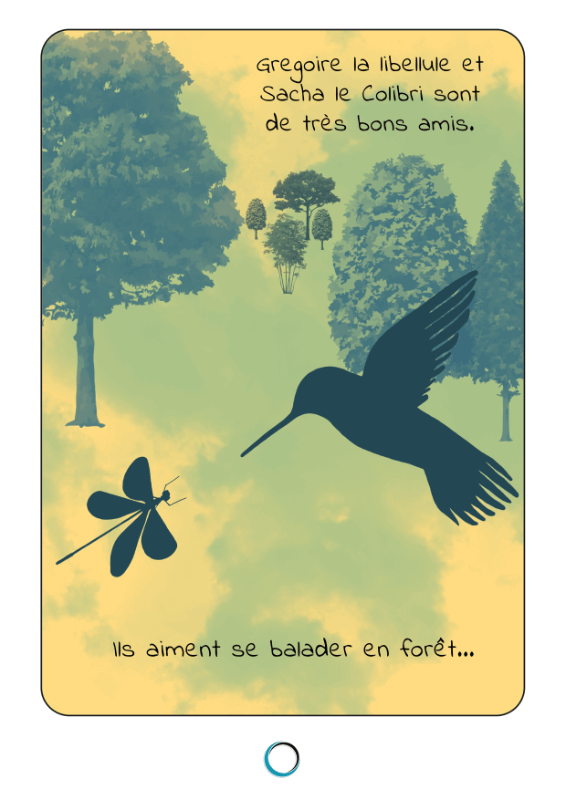 Gregoire la libellule et
Sacha le Colibri sont
de très bons amis.
Ils aiment se balader en forêt...